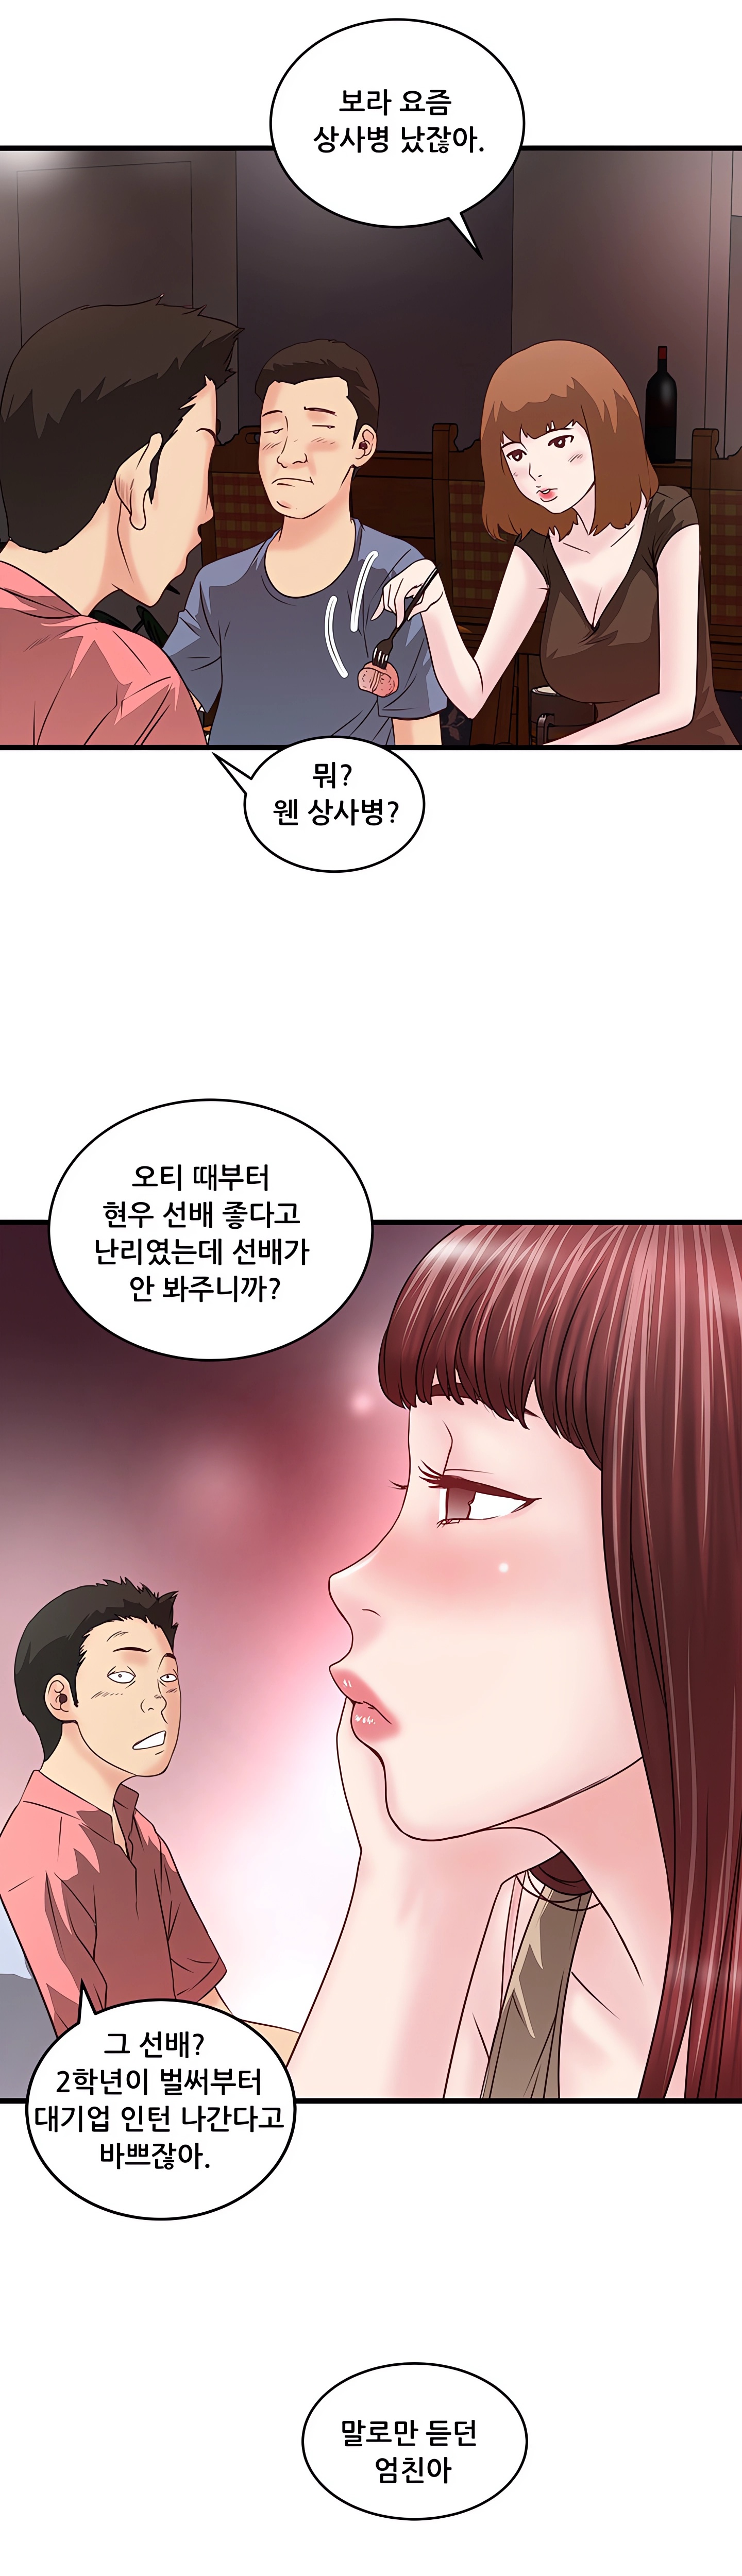 보라 요즘
상사병 났잖아.
뭐?
웬 상사병?
오티 때부터
현우 선배 좋다고
난리였는데 선배가
안 봐주니까?
그 선배?
2학년이 벌써부터
대기업 인턴 나간다고
바쁘잖아.
말로만 듣던
엄친아